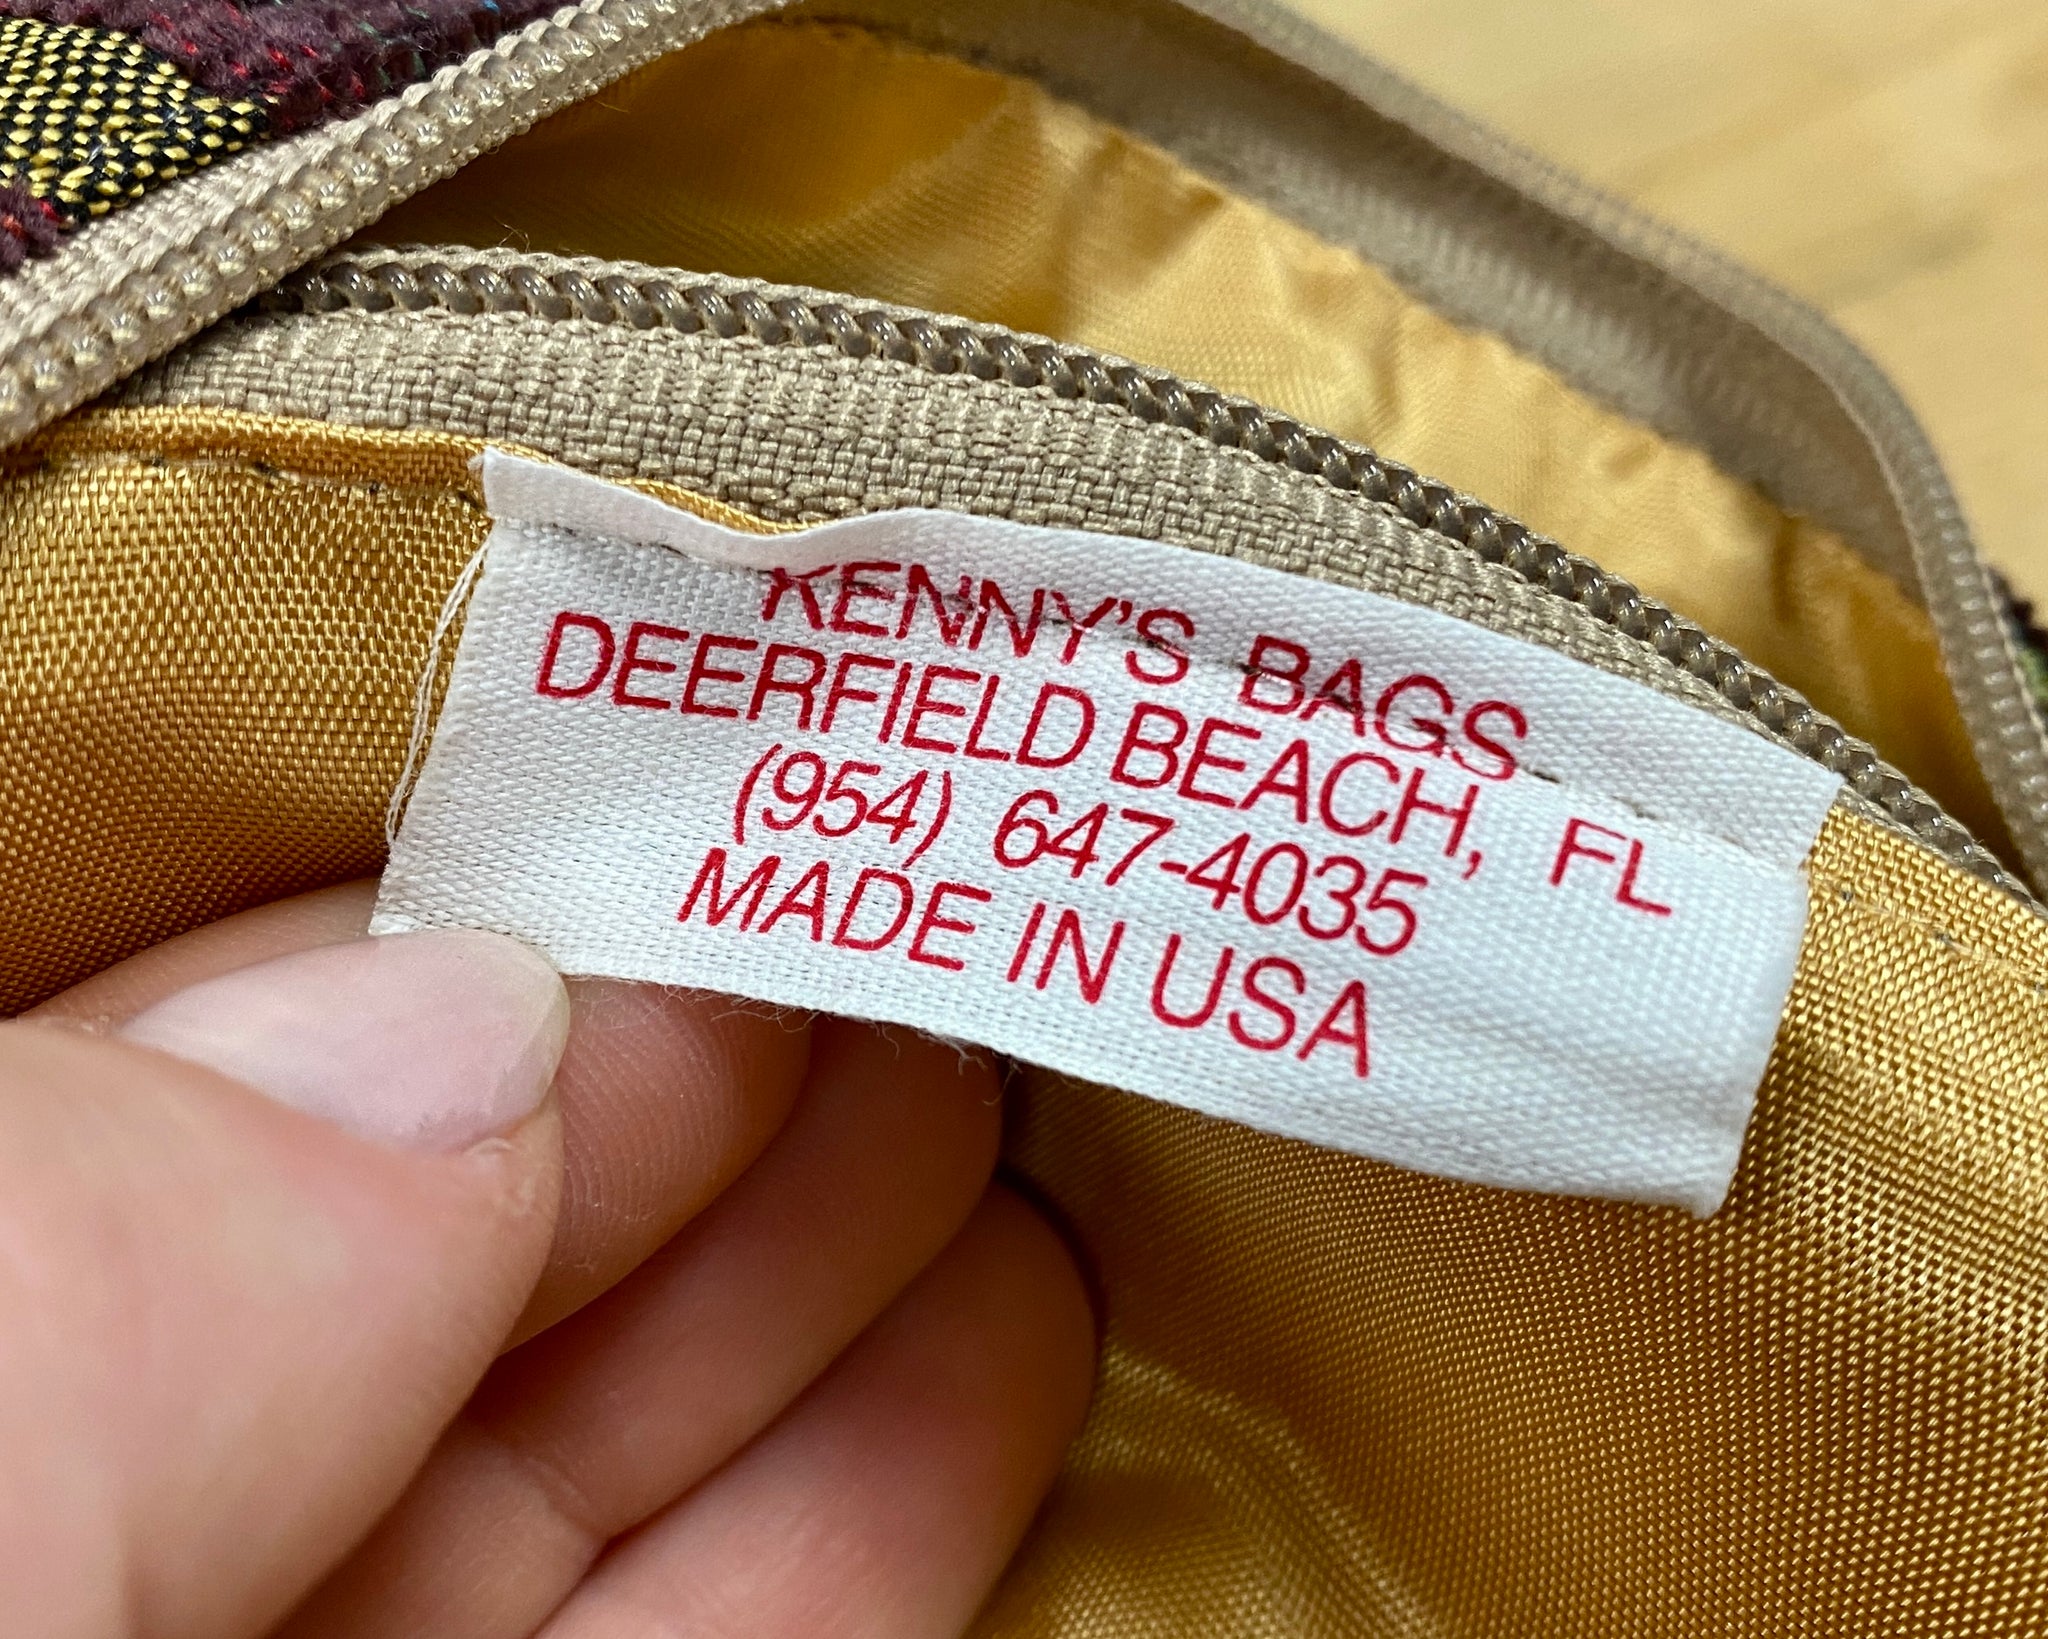 KENNY'S BAGS
DEERFIELD BEACH, FL
(954) 647-4035
MADE IN USA